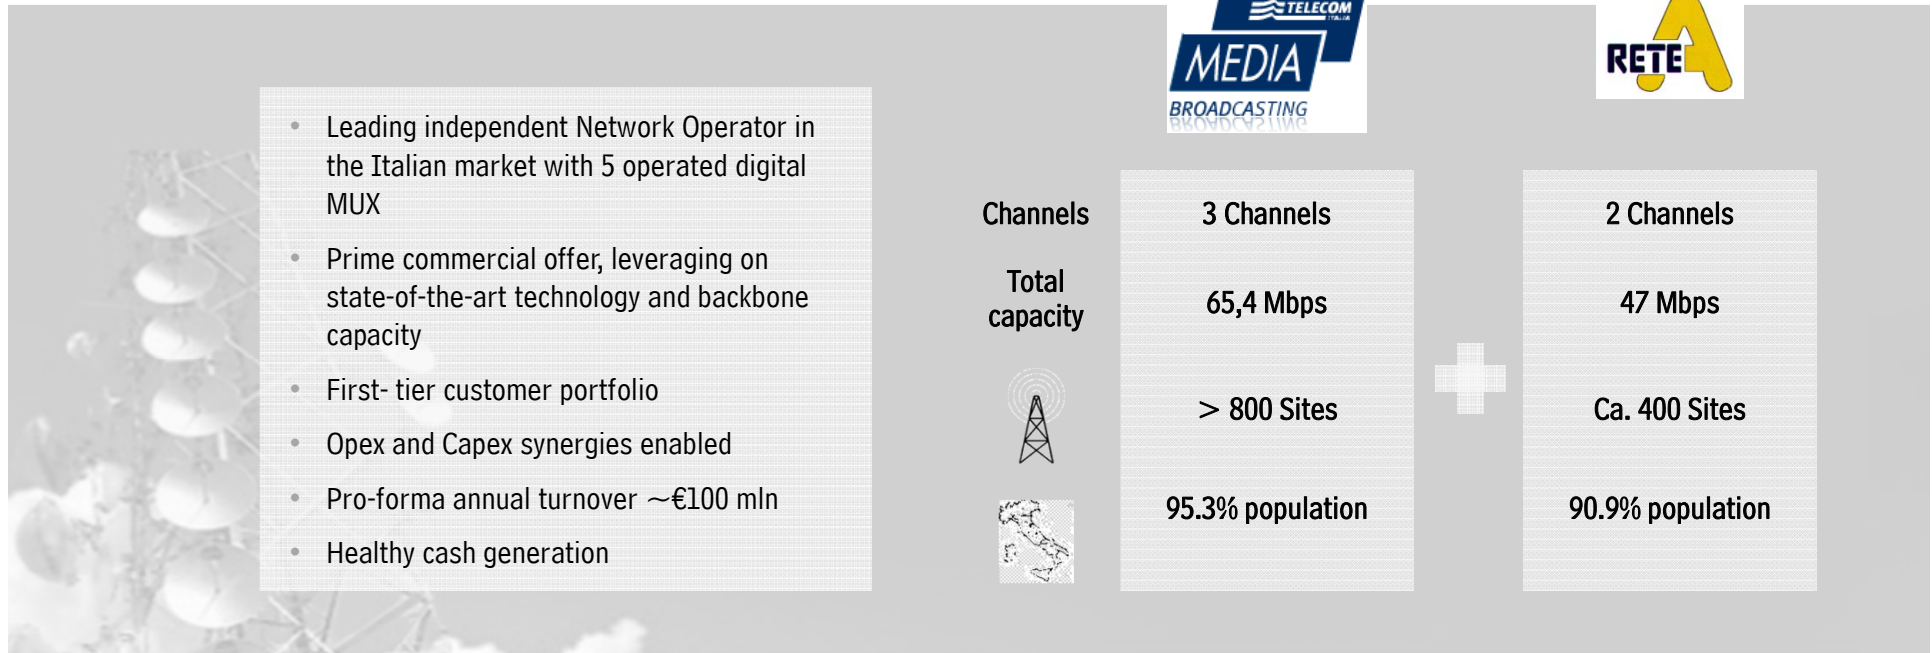 TELECOM
ITALIA
MEDIA
BROADCASTING
RETE A
• Leading independent Network Operator in
the Italian market with 5 operated digital
MUX
• Prime commercial offer, leveraging on
state-of-the-art technology and backbone
capacity
• First- tier customer portfolio
• Opex and Capex synergies enabled
• Pro-forma annual turnover ~€100 mln
• Healthy cash generation
Channels 3 Channels 2 Channels
Total
capacity 65,4 Mbps 47 Mbps
> 800 Sites Ca. 400 Sites
95.3% population 90.9% population